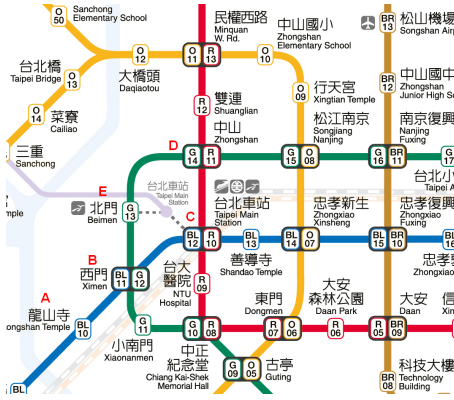 O
50
Sanchong
Elementary School
台北橋
Taipei Bridge
O
13
O
12
大橋頭
Daqiaotou
O
14
菜寮
Cailiao
三重
Sanchong
民權西路
Minquan
W. Rd.
O
11
R
13
中山國小
Zhongshan
Elementary School
O
10
BR
13
松山機場
Songshan
BR
12
中山國中
Zhongshan
Junior High
R
12
雙連
Shuanglian
O
09
行天宮
Xingtian Temple
中山
Zhongshan
D
G
14
R
11
松江南京
Songjiang
Nanjing
G
15
O
08
南京復興
Nanjing
Fuxing
G
16
BR
11
G
17
E
北門
Beimen
G
13
台北車站
Taipei Main
Station
台北車站
Taipei Main
Station
C
BL
12
R
10
BL
13
善導寺
Shandao Temple
忠孝新生
Zhongxiao
Xinsheng
BL
14
O
07
忠孝復興
Zhongxiao
Fuxing
BL
15
BR
10
BL
16
台北
Taipei
忠孝
Zhongxiao
B
西門
Ximen
BL
11
G
12
A
龍山寺
ongshan Temple
BL
10
BL
台大
醫院
NTU
Hospital
R
09
G
11
小南門
Xiaonanmen
G
10
R
08
中正
紀念堂
Chiang Kai-Shek
Memorial Hall
東門
Dongmen
R
07
O
06
大安
森林公園
Daan Park
R
06
大安
Daan
R
05
BR
09
R
04
G
09
O
05
古亭
Guting
BR
08
科技大樓
Technology
Building